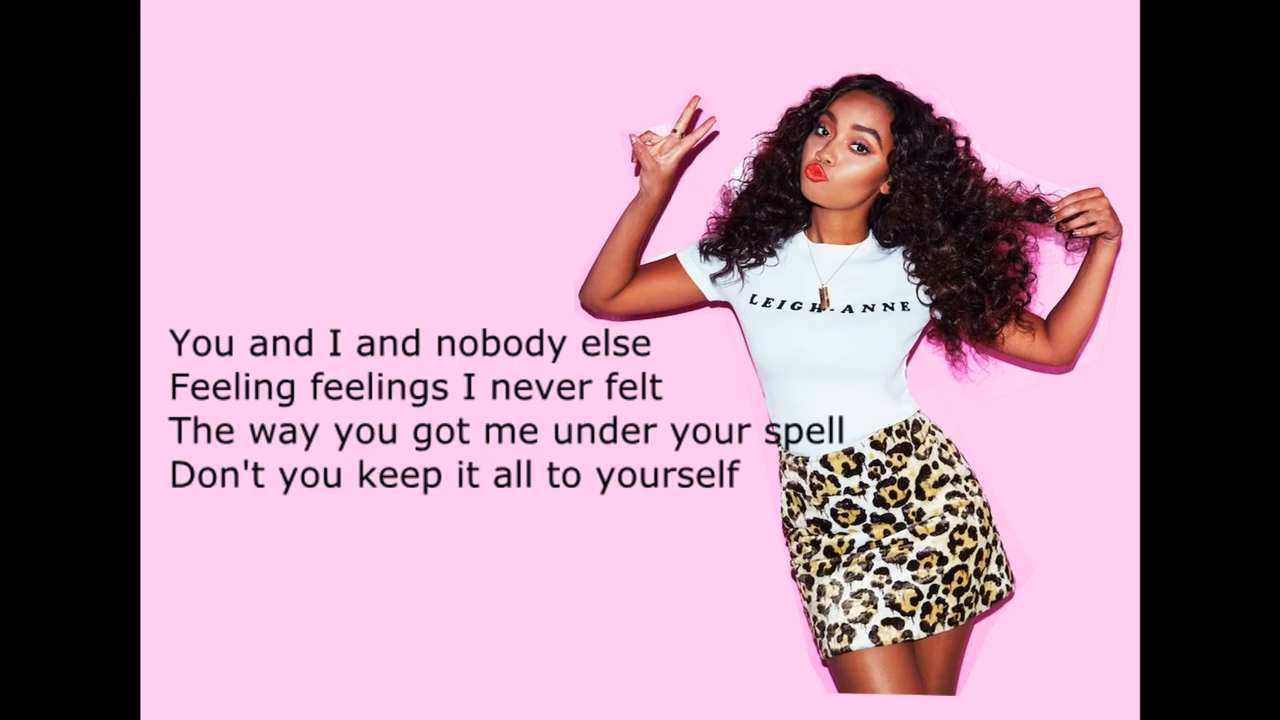 LEIGH-ANNE
You and I and nobody else
Feeling feelings I never felt
The way you got me under your spell
Don't you keep it all to yourself